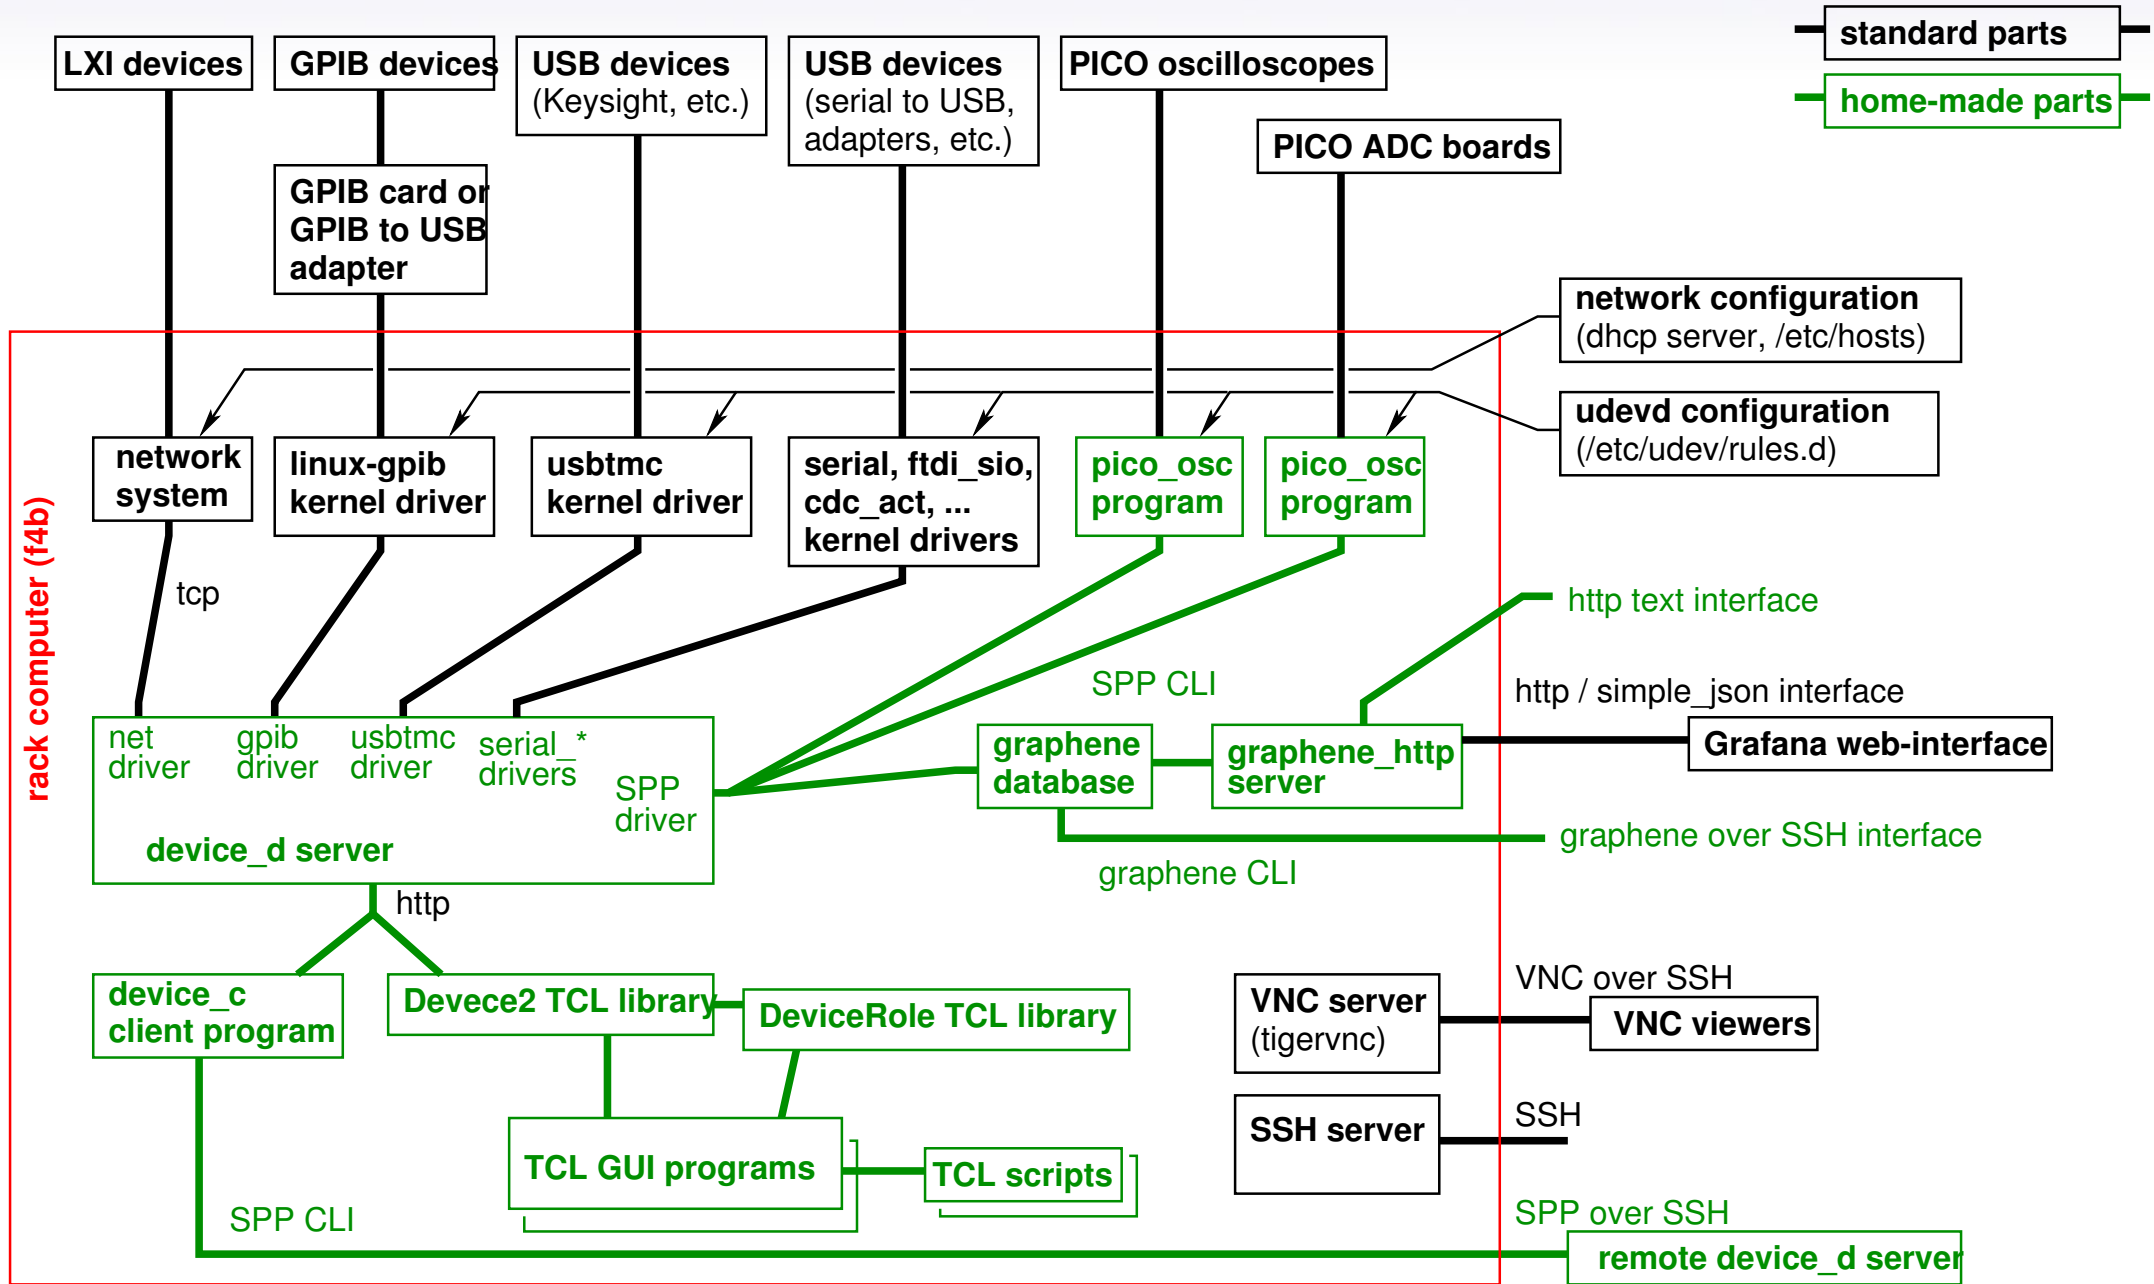 standard parts
home-made parts
LXI devices
GPIB devices
USB devices
(Keysight, etc.)
USB devices
(serial to USB,
adapters, etc.)
PICO oscilloscopes
PICO ADC boards
GPIB card or
GPIB to USB
adapter
network configuration
(dhcp server, /etc/hosts)
udevd configuration
(/etc/udev/rules.d)
rack computer (f4b)
network
system
linux-gpib
kernel driver
usbtmc
kernel driver
serial, ftdi_sio,
cdc_act, ...
kernel drivers
pico_osc
program
pico_osc
program
tcp
http text interface
SPP CLI
http / simple_json interface
net
driver
gpib
driver
usbtmc
driver
serial_*
drivers
SPP
driver
device_d server
graphene
database
graphene_http
server
Grafana web-interface
graphene over SSH interface
graphene CLI
http
device_c
client program
Devece2 TCL library
DeviceRole TCL library
VNC server
(tigervnc)
VNC over SSH
VNC viewers
TCL GUI programs
TCL scripts
SSH server
SSH
SPP CLI
SPP over SSH
remote device_d server